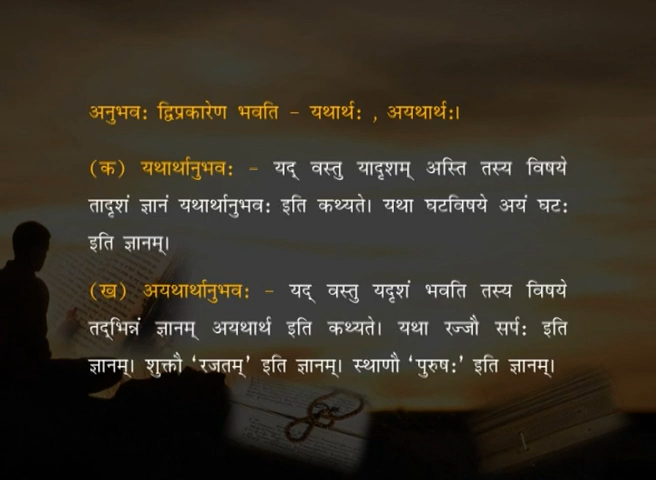 अनुभव: द्विप्रकारेण भवति - यथार्थ: , अयथार्थ:।
(क) यथार्थानुभव: - यद् वस्तु यादृशम् अस्ति तस्य विषये
तादृशं ज्ञानं यथार्थानुभव: इति कथ्यते। यथा घटविषये अयं घट:
इति ज्ञानम्।
(ख) अयथार्थानुभव: - यद् वस्तु यदृशं भवति तस्य विषये
तद्भिन्नं ज्ञानम् अयथार्थ इति कथ्यते। यथा रज्जौ सर्प: इति
ज्ञानम्। शुक्तौ ‘रजतम्’ इति ज्ञानम्। स्थाणौ ‘पुरुष:’ इति ज्ञानम्।